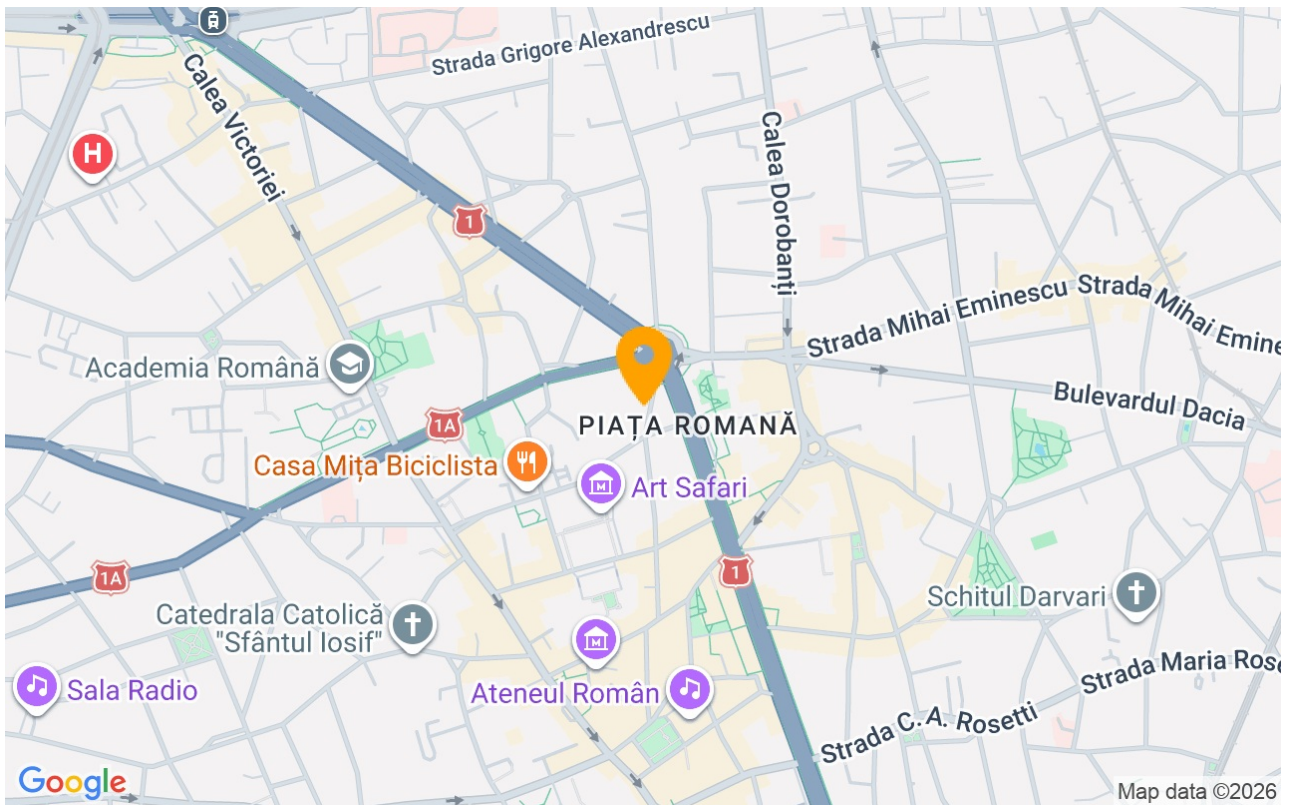 Strada Grigore Alexandrescu
Calea Victoriei
H
Calea Dorobanți
1
Strada Mihai Eminescu
Strada Mihai Emine
Academia Română
Bulevardul Dacia
1A
PIAȚA ROMANĂ
Casa Mița Biciclista
Art Safari
1A
1
Catedrala Catolică
"Sfântul Iosif"
Schitul Darvari
M
M
Sala Radio
Ateneul Român
Strada Maria Rose
Strada C. A. Rosetti
Google
Map data ©2026